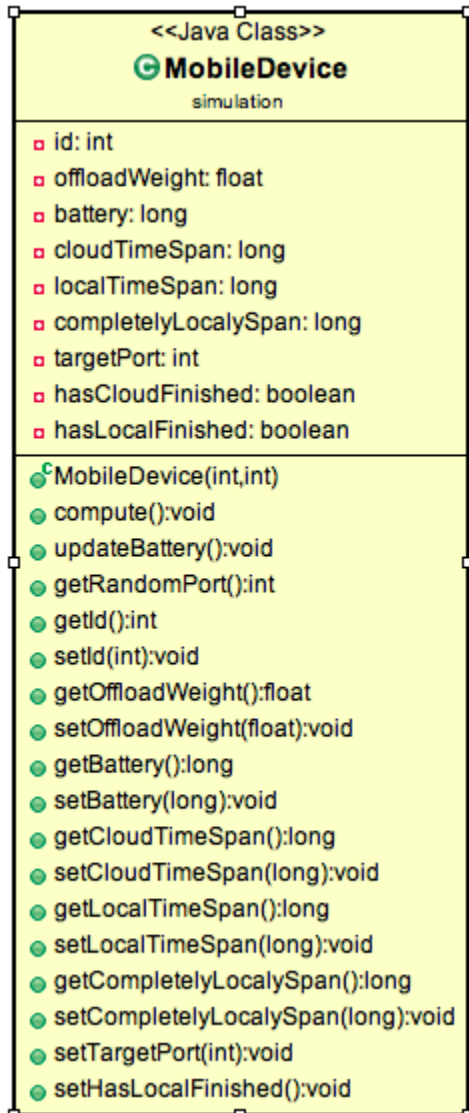 <<Java Class>>
C MobileDevice
simulation
id: int
offloadWeight: float
battery: long
cloudTimeSpan: long
localTimeSpan: long
completelyLocalySpan: long
targetPort: int
hasCloudFinished: boolean
hasLocalFinished: boolean
C MobileDevice(int,int)
compute():void
updateBattery():void
getRandomPort():int
getId():int
setId(int):void
getOffloadWeight():float
setOffloadWeight(float):void
getBattery():long
setBattery(long):void
getCloudTimeSpan():long
setCloudTimeSpan(long):void
getLocalTimeSpan():long
setLocalTimeSpan(long):void
getCompletelyLocalySpan():long
setCompletelyLocalySpan(long):void
setTargetPort(int):void
setHasLocalFinished():void